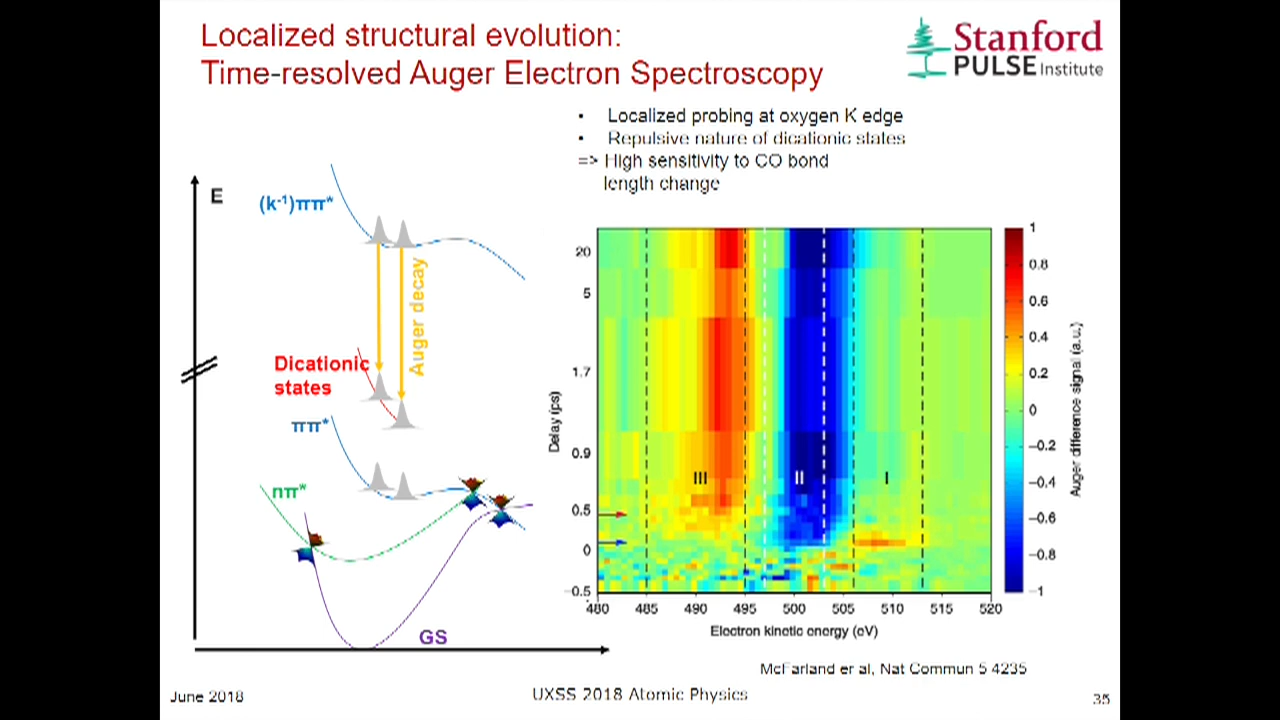 Localized structural evolution:
Time-resolved Auger Electron Spectroscopy
Stanford
PULSE Institute
• Localized probing at oxygen K edge
• Repulsive nature of dicationic states
=> High sensitivity to CO bond
length change
E
(k⁻¹)ππ*
Auger decay
Dicationic
states
ππ*
nπ*
GS
Delay (ps)
20
5
1.7
0.9
0.5
0
−0.5
III
II
I
480 485 490 495 500 505 510 515 520
Electron kinetic energy (eV)
1
0.8
0.6
0.4
0.2
0
−0.2
−0.4
−0.6
−0.8
−1
Auger difference signal (a.u.)
McFarland er al, Nat Commun 5 4235
June 2018
UXSS 2018 Atomic Physics
35